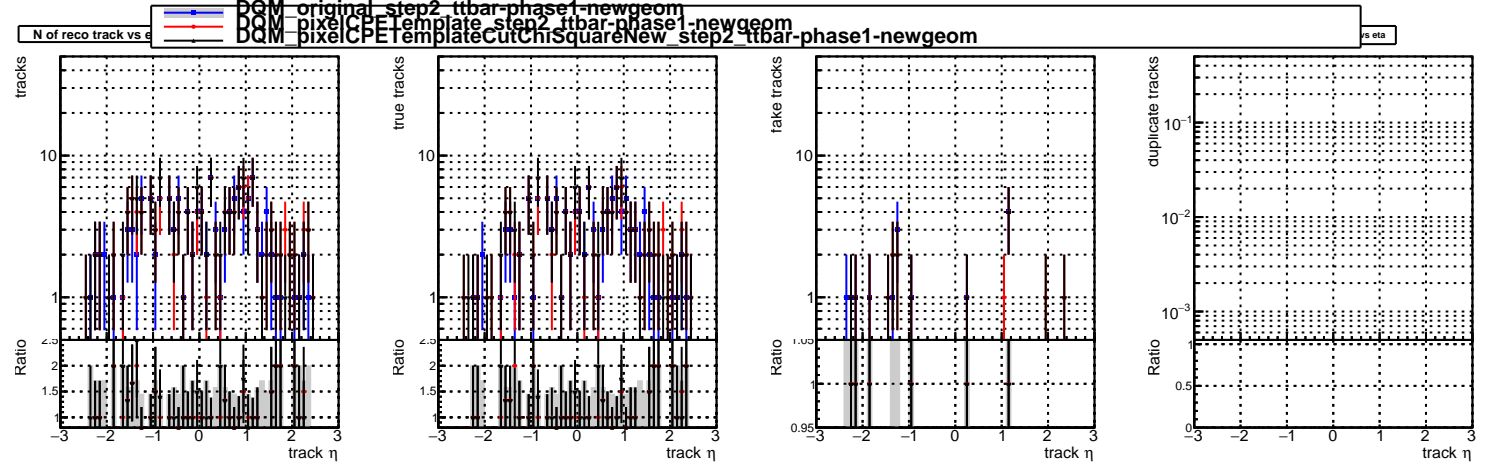 DQM_original_step2_ttbar-phase1-newgeom
DQM_pixelCPETemplate_step2_ttbar-phase1-newgeom
DQM_pixelCPETemplateCutChiSquareNew_step2_ttbar-phase1-newgeom
N of reco track vs e
vs eta
tracks
10
1
Ratio
2.5
2
1.5
1
−3 −2 −1 0 1 2 3
track η
true tracks
10
1
Ratio
2.5
2
1.5
1
−3 −2 −1 0 1 2 3
track η
fake tracks
10
1
Ratio
1.05
1
0.95
−3 −2 −1 0 1 2 3
track η
duplicate tracks
10⁻¹
10⁻²
10⁻³
Ratio
1
0.5
0
−3 −2 −1 0 1 2 3
track η